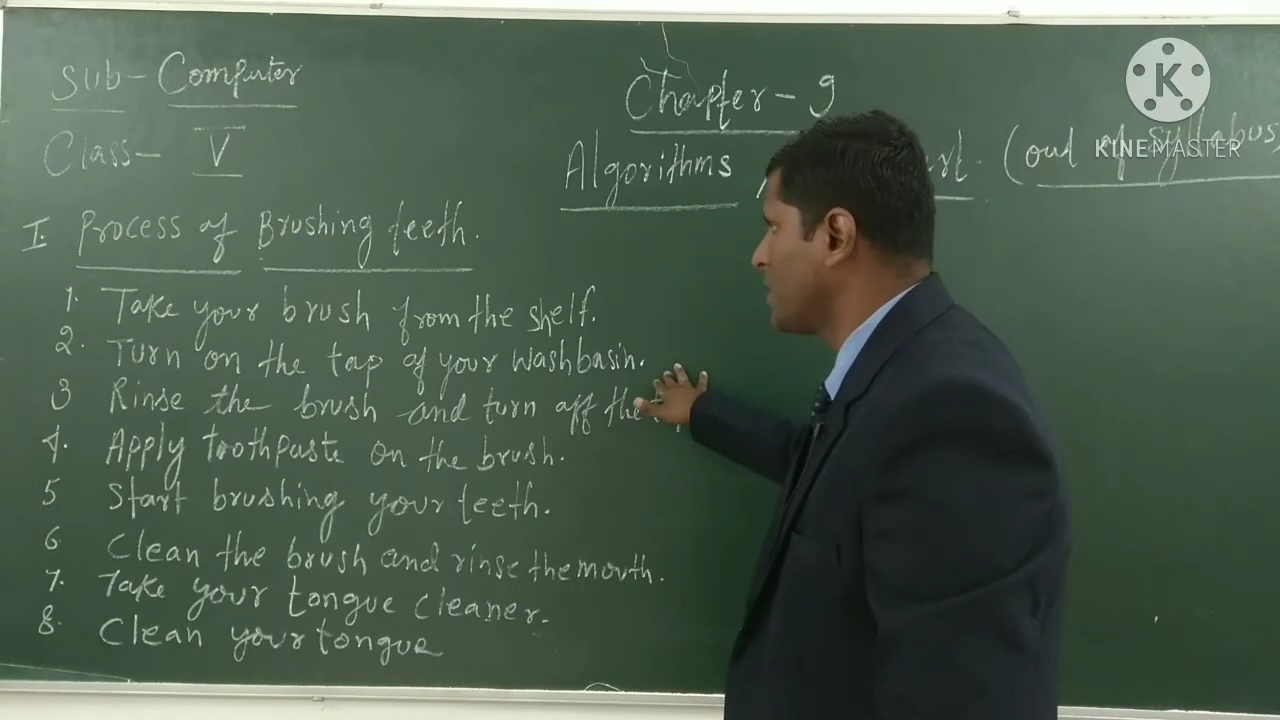 Sub- Computer
Class- V
Chapter-9
Algorithms
(out of syllabus)
I Process of Brushing teeth.
1. Take your brush from the shelf.
2. Turn on the tap of your washbasin.
3 Rinse the brush and turn off the
4. Apply toothpaste on the brush.
5 Start brushing your teeth.
6 Clean the brush and rinse the mouth.
7. Take your tongue cleaner.
8. Clean your tongue
K
KINEMASTER